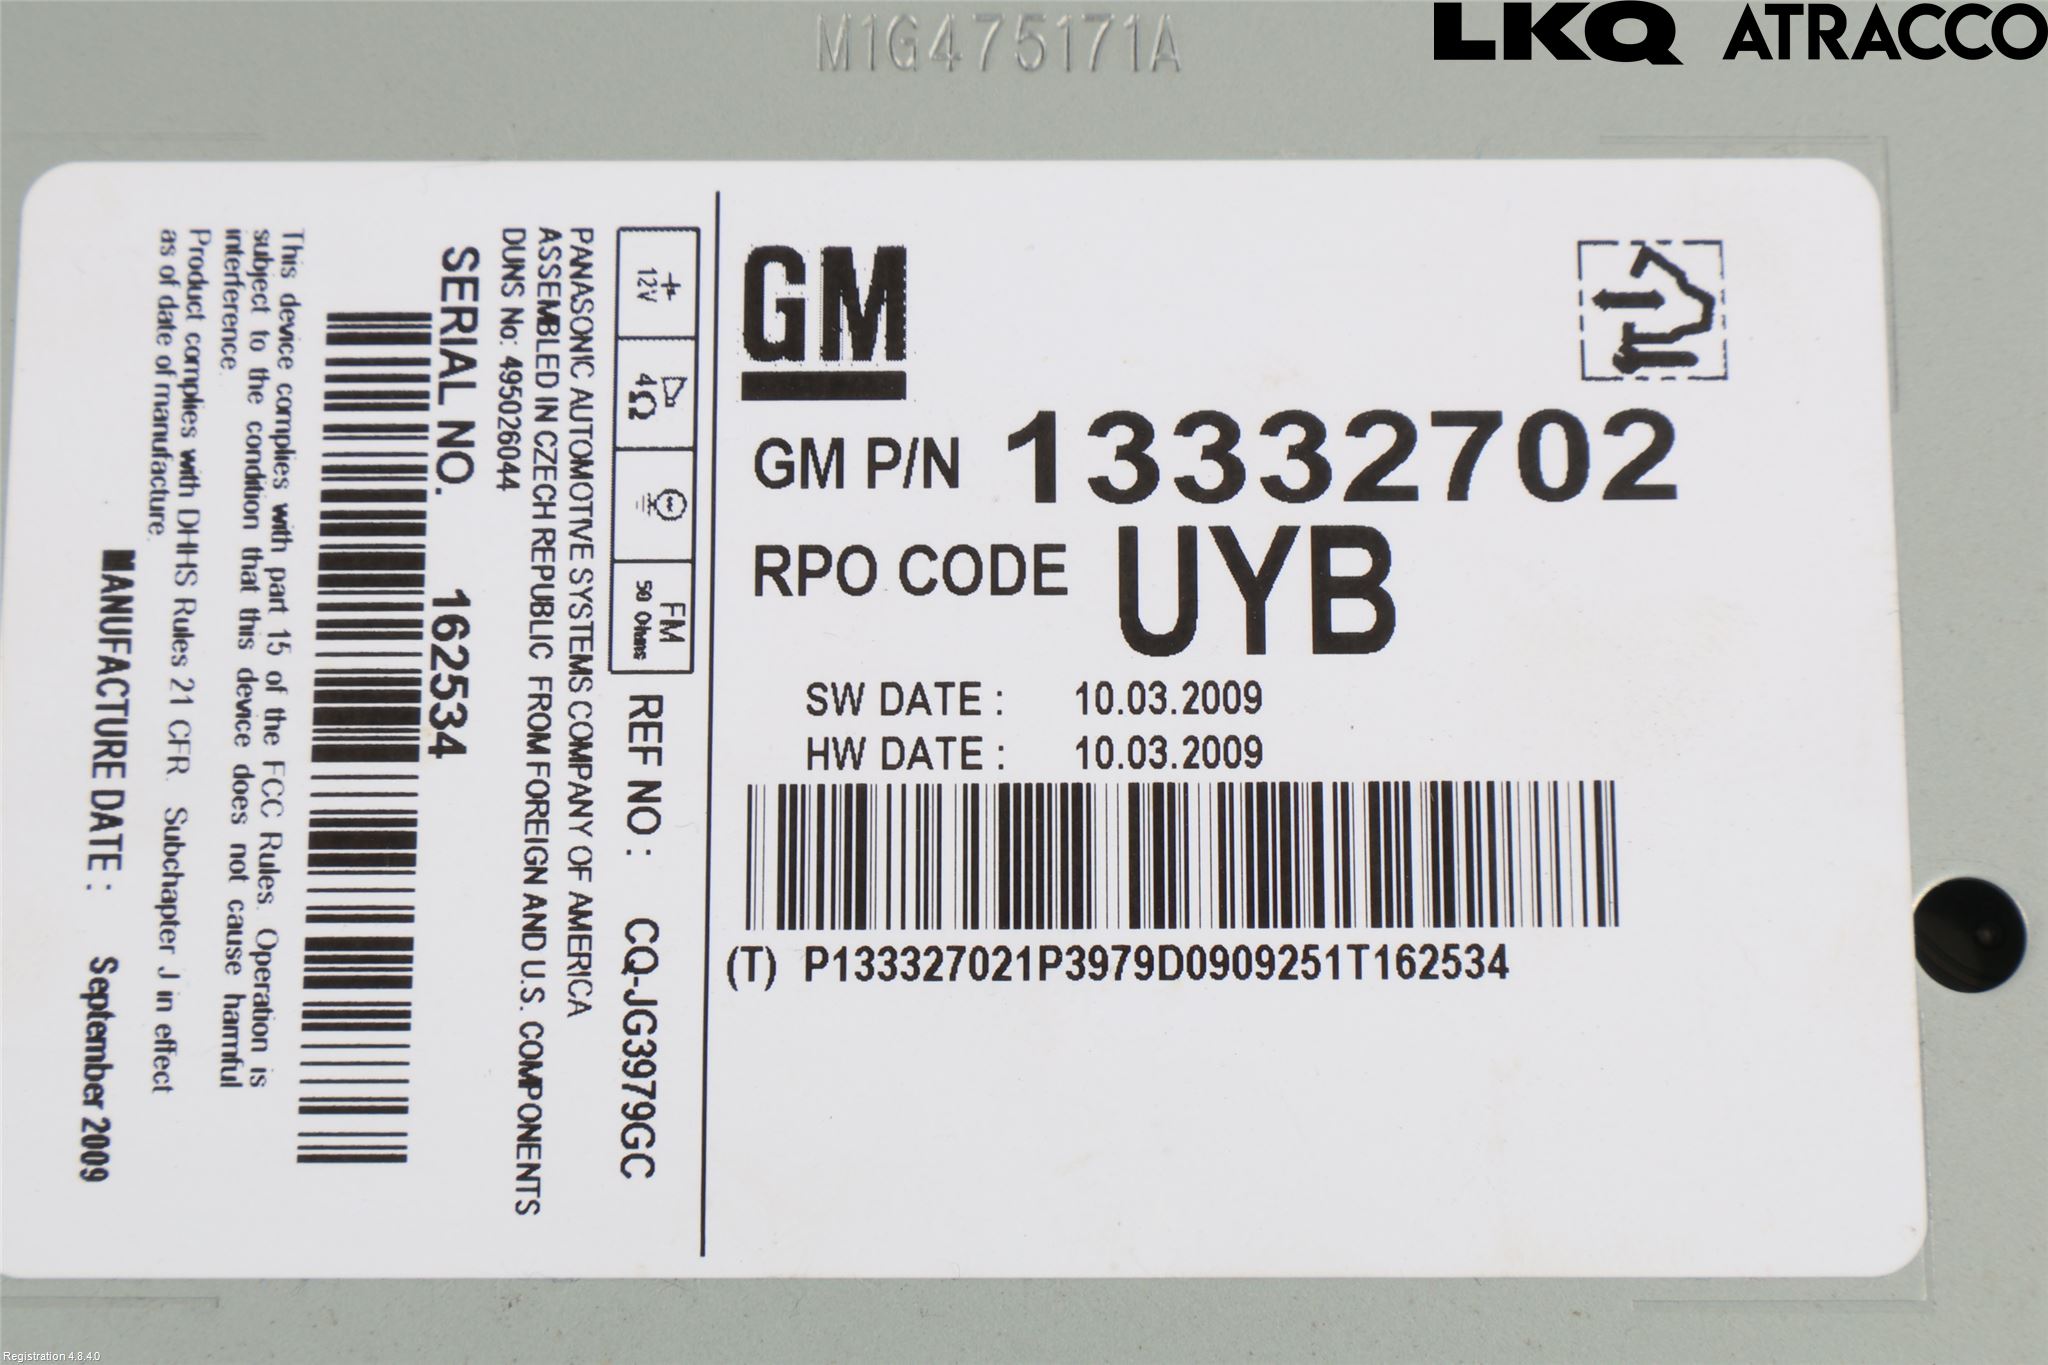 M1G475171A
LKQ ATRACCO
GM
GM P/N 13332702
RPO CODE UYB
SW DATE : 10.03.2009
HW DATE : 10.03.2009
(T) P133327021P3979D0909251T162534
+ 12V
4Ω
FM 50 Ohms
REF NO : CQ-JG3979GC
PANASONIC AUTOMOTIVE SYSTEMS COMPANY OF AMERICA
ASSEMBLED IN CZECH REPUBLIC FROM FOREIGN AND U.S. COMPONENTS
DUNS No: 495026044
SERIAL NO. 162534
This device complies with part 15 of the FCC Rules. Operation is
subject to the condition that this device does not cause harmful
interference
Product complies with DHHS Rules 21 CFR. Subchapter J in effect
as of date of manufacture.
MANUFACTURE DATE : September 2009
Registration 4.8.4.0